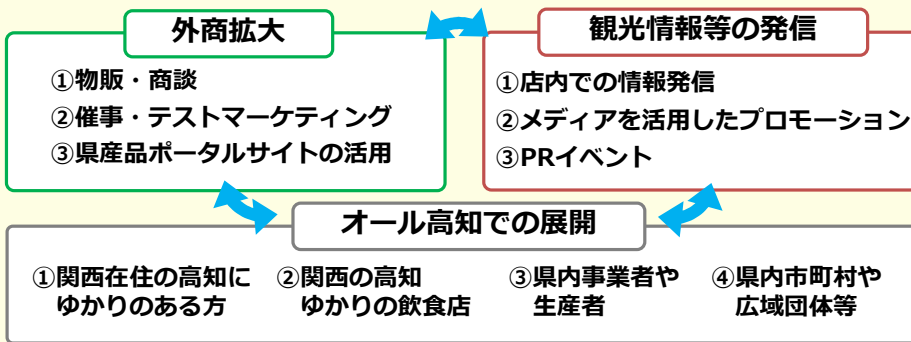 外商拡大
①物販・商談
②催事・テストマーケティング
③県産品ポータルサイトの活用
観光情報等の発信
①店内での情報発信
②メディアを活用したプロモーション
③PRイベント
オール高知での展開
①関西在住の高知に
ゆかりのある方
②関西の高知
ゆかりの飲食店
③県内事業者や
生産者
④県内市町村や
広域団体等